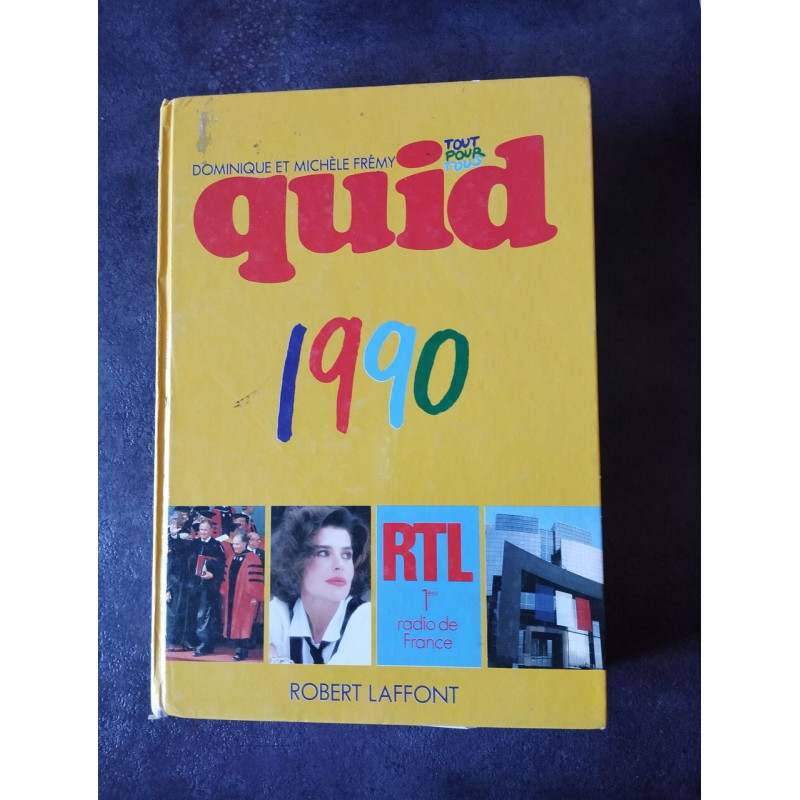 TOUT
POUR
TOUS
DOMINIQUE ET MICHÈLE FRÉMY
quid
1990
RTL
1ère
radio de
France
ROBERT LAFFONT